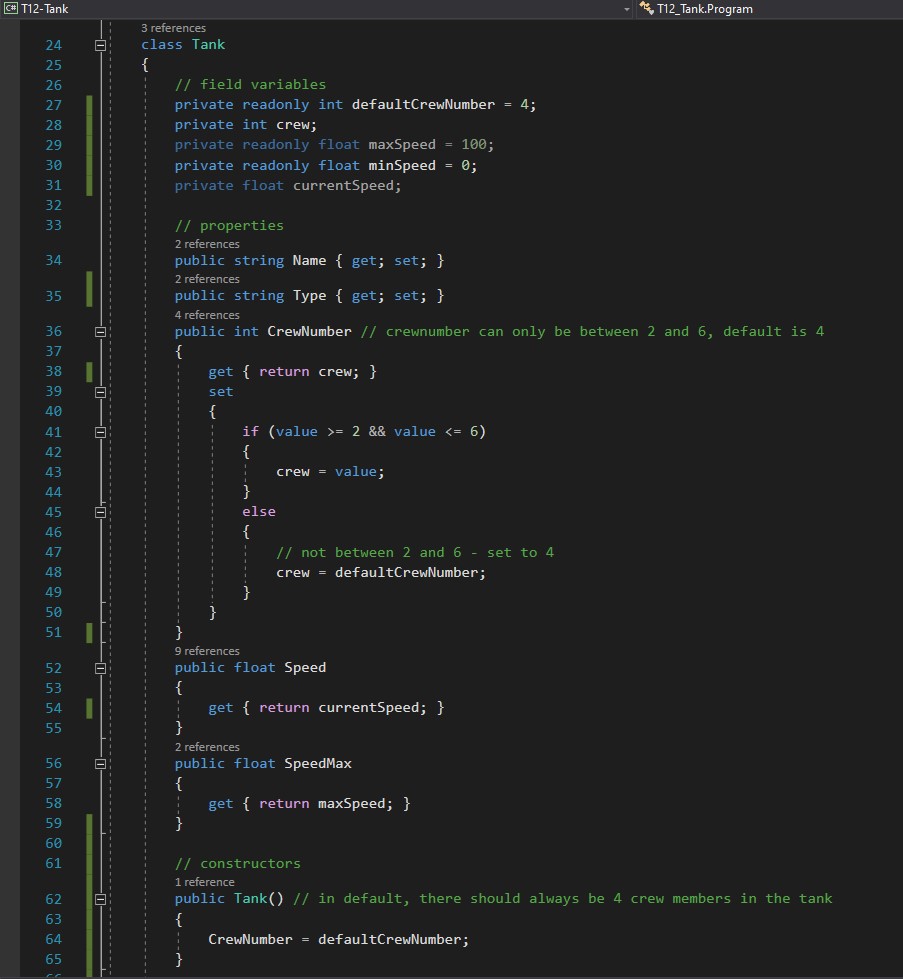 C# T12-Tank T12_Tank.Program
3 references
24 class Tank
25 {
26 // field variables
27 private readonly int defaultCrewNumber = 4;
28 private int crew;
29 private readonly float maxSpeed = 100;
30 private readonly float minSpeed = 0;
31 private float currentSpeed;
32
33 // properties
2 references
34 public string Name { get; set; }
2 references
35 public string Type { get; set; }
4 references
36 public int CrewNumber // crewnumber can only be between 2 and 6, default is 4
37 {
38 get { return crew; }
39 set
40 {
41 if (value >= 2 && value <= 6)
42 {
43 crew = value;
44 }
45 else
46 {
47 // not between 2 and 6 - set to 4
48 crew = defaultCrewNumber;
49 }
50 }
51 }
9 references
52 public float Speed
53 {
54 get { return currentSpeed; }
55 }
2 references
56 public float SpeedMax
57 {
58 get { return maxSpeed; }
59 }
60
61 // constructors
1 reference
62 public Tank() // in default, there should always be 4 crew members in the tank
63 {
64 CrewNumber = defaultCrewNumber;
65 }